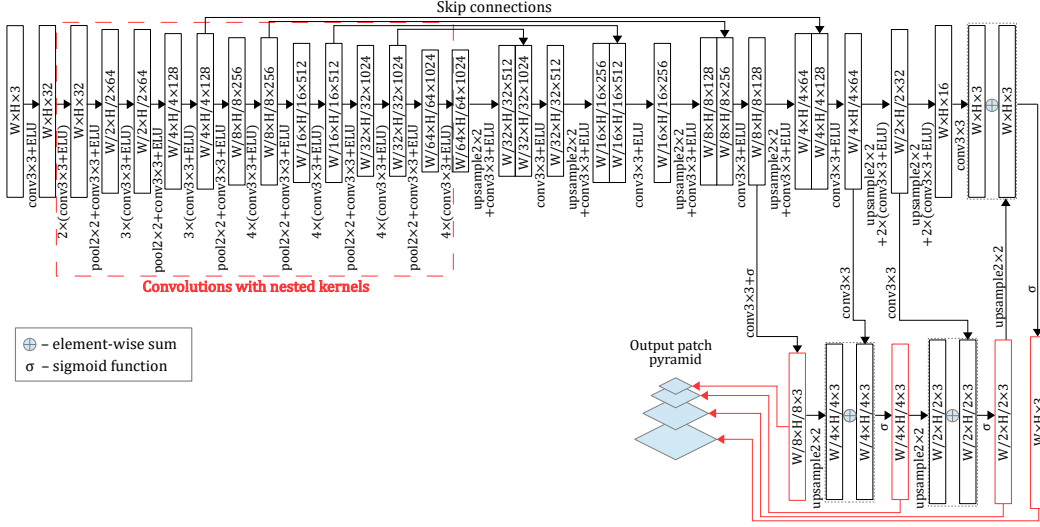 Skip connections
W×H×3
conv3×3+ELU
W×H×32
2×(conv3×3+ELU)
W×H×32
pool2×2+conv3×3+ELU
W/2×H/2×64
3×(conv3×3+ELU)
W/2×H/2×64
pool2×2+conv3×3+ELU
W/4×H/4×128
3×(conv3×3+ELU)
W/4×H/4×128
pool2×2+conv3×3+ELU
W/8×H/8×256
4×(conv3×3+ELU)
W/8×H/8×256
pool2×2+conv3×3+ELU
W/16×H/16×512
4×(conv3×3+ELU)
W/16×H/16×512
pool2×2+conv3×3+ELU
W/32×H/32×1024
4×(conv3×3+ELU)
W/32×H/32×1024
pool2×2+conv3×3+ELU
W/64×H/64×1024
4×(conv3×3+ELU)
W/64×H/64×1024
upsample2×2
+conv3×3+ELU
W/32×H/32×512
W/32×H/32×1024
conv3×3+ELU
W/32×H/32×512
upsample2×2
+conv3×3+ELU
W/16×H/16×256
W/16×H/16×512
conv3×3+ELU
W/16×H/16×256
upsample2×2
+conv3×3+ELU
W/8×H/8×128
W/8×H/8×256
conv3×3+ELU
W/8×H/8×128
upsample2×2
+conv3×3+ELU
W/4×H/4×64
W/4×H/4×128
conv3×3+ELU
W/4×H/4×64
upsample2×2
+2×(conv3×3+ELU)
W/2×H/2×32
upsample2×2
+2×(conv3×3+ELU)
W×H×16
conv3×3
W×H×3
W×H×3
Convolutions with nested kernels
conv3×3+σ
conv3×3
conv3×3
upsample2×2
σ
– element-wise sum
σ – sigmoid function
Output patch
pyramid
W/8×H/8×3
upsample2×2
W/4×H/4×3
W/4×H/4×3
σ
W/4×H/4×3
upsample2×2
W/2×H/2×3
W/2×H/2×3
σ
W/2×H/2×3
W×H×3